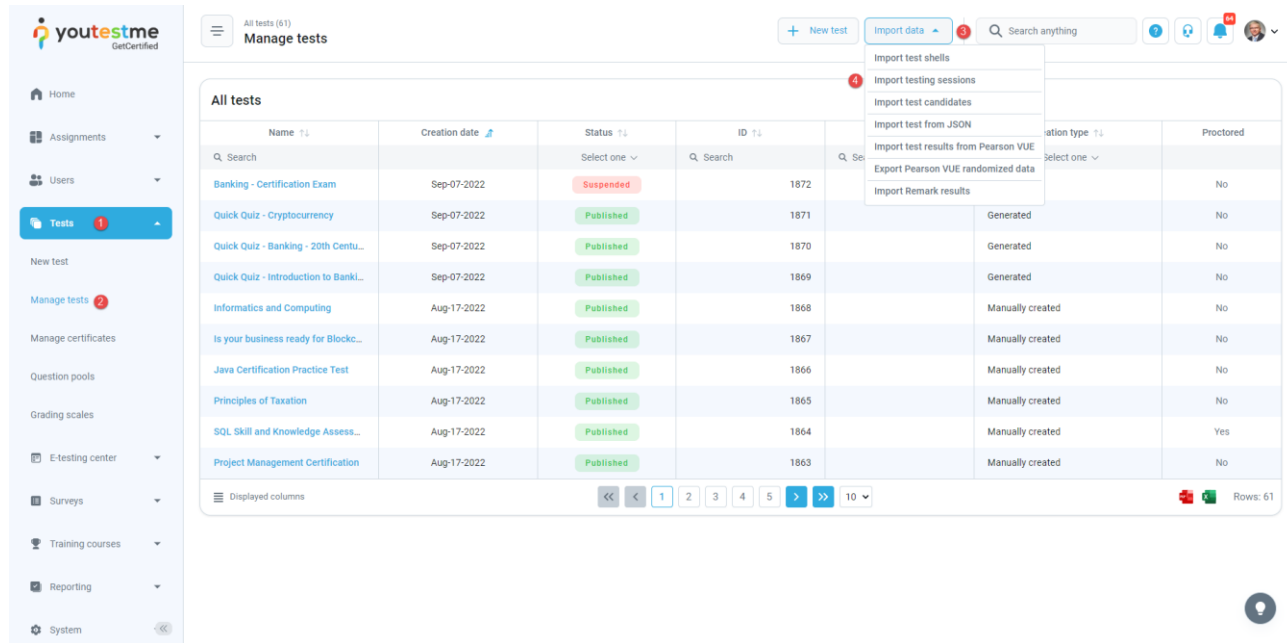 youtestme
GetCertified
Home
Assignments
Users
Tests 1
New test
Manage tests 2
Manage certificates
Question pools
Grading scales
E-testing center
Surveys
Training courses
Reporting
System
All tests (61)
Manage tests
+ New test
Import data 3
Search anything
?
64
Import test shells
4 Import testing sessions
Import test candidates
Import test from JSON
Import test results from Pearson VUE
Export Pearson VUE randomized data
Import Remark results
All tests
Name Creation date Status ID ation type Proctored
Search Select one Search Se Select one
Banking - Certification Exam Sep-07-2022 Suspended 1872 No
Quick Quiz - Cryptocurrency Sep-07-2022 Published 1871 Generated No
Quick Quiz - Banking - 20th Centu... Sep-07-2022 Published 1870 Generated No
Quick Quiz - Introduction to Banki... Sep-07-2022 Published 1869 Generated No
Informatics and Computing Aug-17-2022 Published 1868 Manually created No
Is your business ready for Blockc... Aug-17-2022 Published 1867 Manually created No
Java Certification Practice Test Aug-17-2022 Published 1866 Manually created No
Principles of Taxation Aug-17-2022 Published 1865 Manually created No
SQL Skill and Knowledge Assess... Aug-17-2022 Published 1864 Manually created Yes
Project Management Certification Aug-17-2022 Published 1863 Manually created No
Displayed columns << < 1 2 3 4 5 > >> 10 Rows: 61